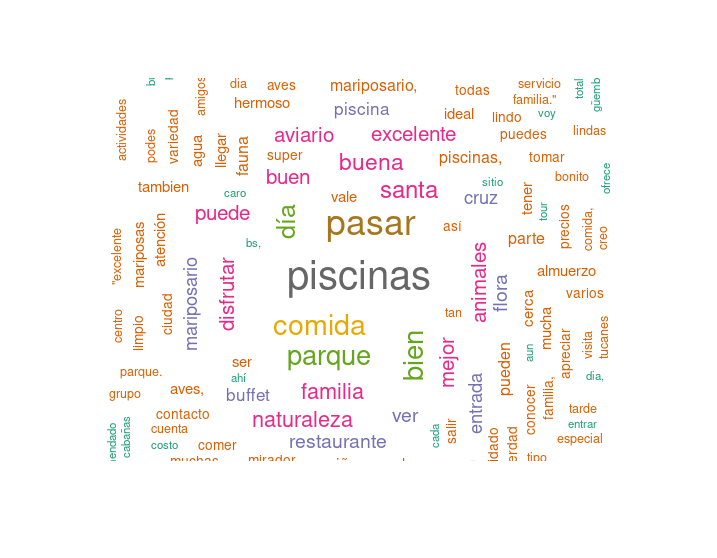 bi
dia
aves
mariposario,
todas
servicio
total
güemb
amigos
hermoso
piscina
familia."
actividades
podes
variedad
agua
llegar
fauna
aviario
excelente
ideal
lindo
voy
puedes
lindas
super
buena
piscinas,
tomar
tambien
buen
santa
sitio
bonito
ofrece
caro
vale
cruz
tener
tour
puede
día
pasar
así
precios
comida,
creo
"excelente
mariposas
atención
bs,
parte
mariposario
disfrutar
piscinas
animales
flora
almuerzo
varios
centro
limpio
ciudad
comida
tan
cerca
mucha
apreciar
visita
tucanes
parque
bien
mejor
aun
parque.
ser
ahí
pueden
dia,
grupo
aves,
buffet
familia
entrada
conocer
familia,
contacto
naturaleza
ver
tarde
cuenta
cada
salir
entrar
costo
comer
restaurante
especial
cabañas
mirador
tipo